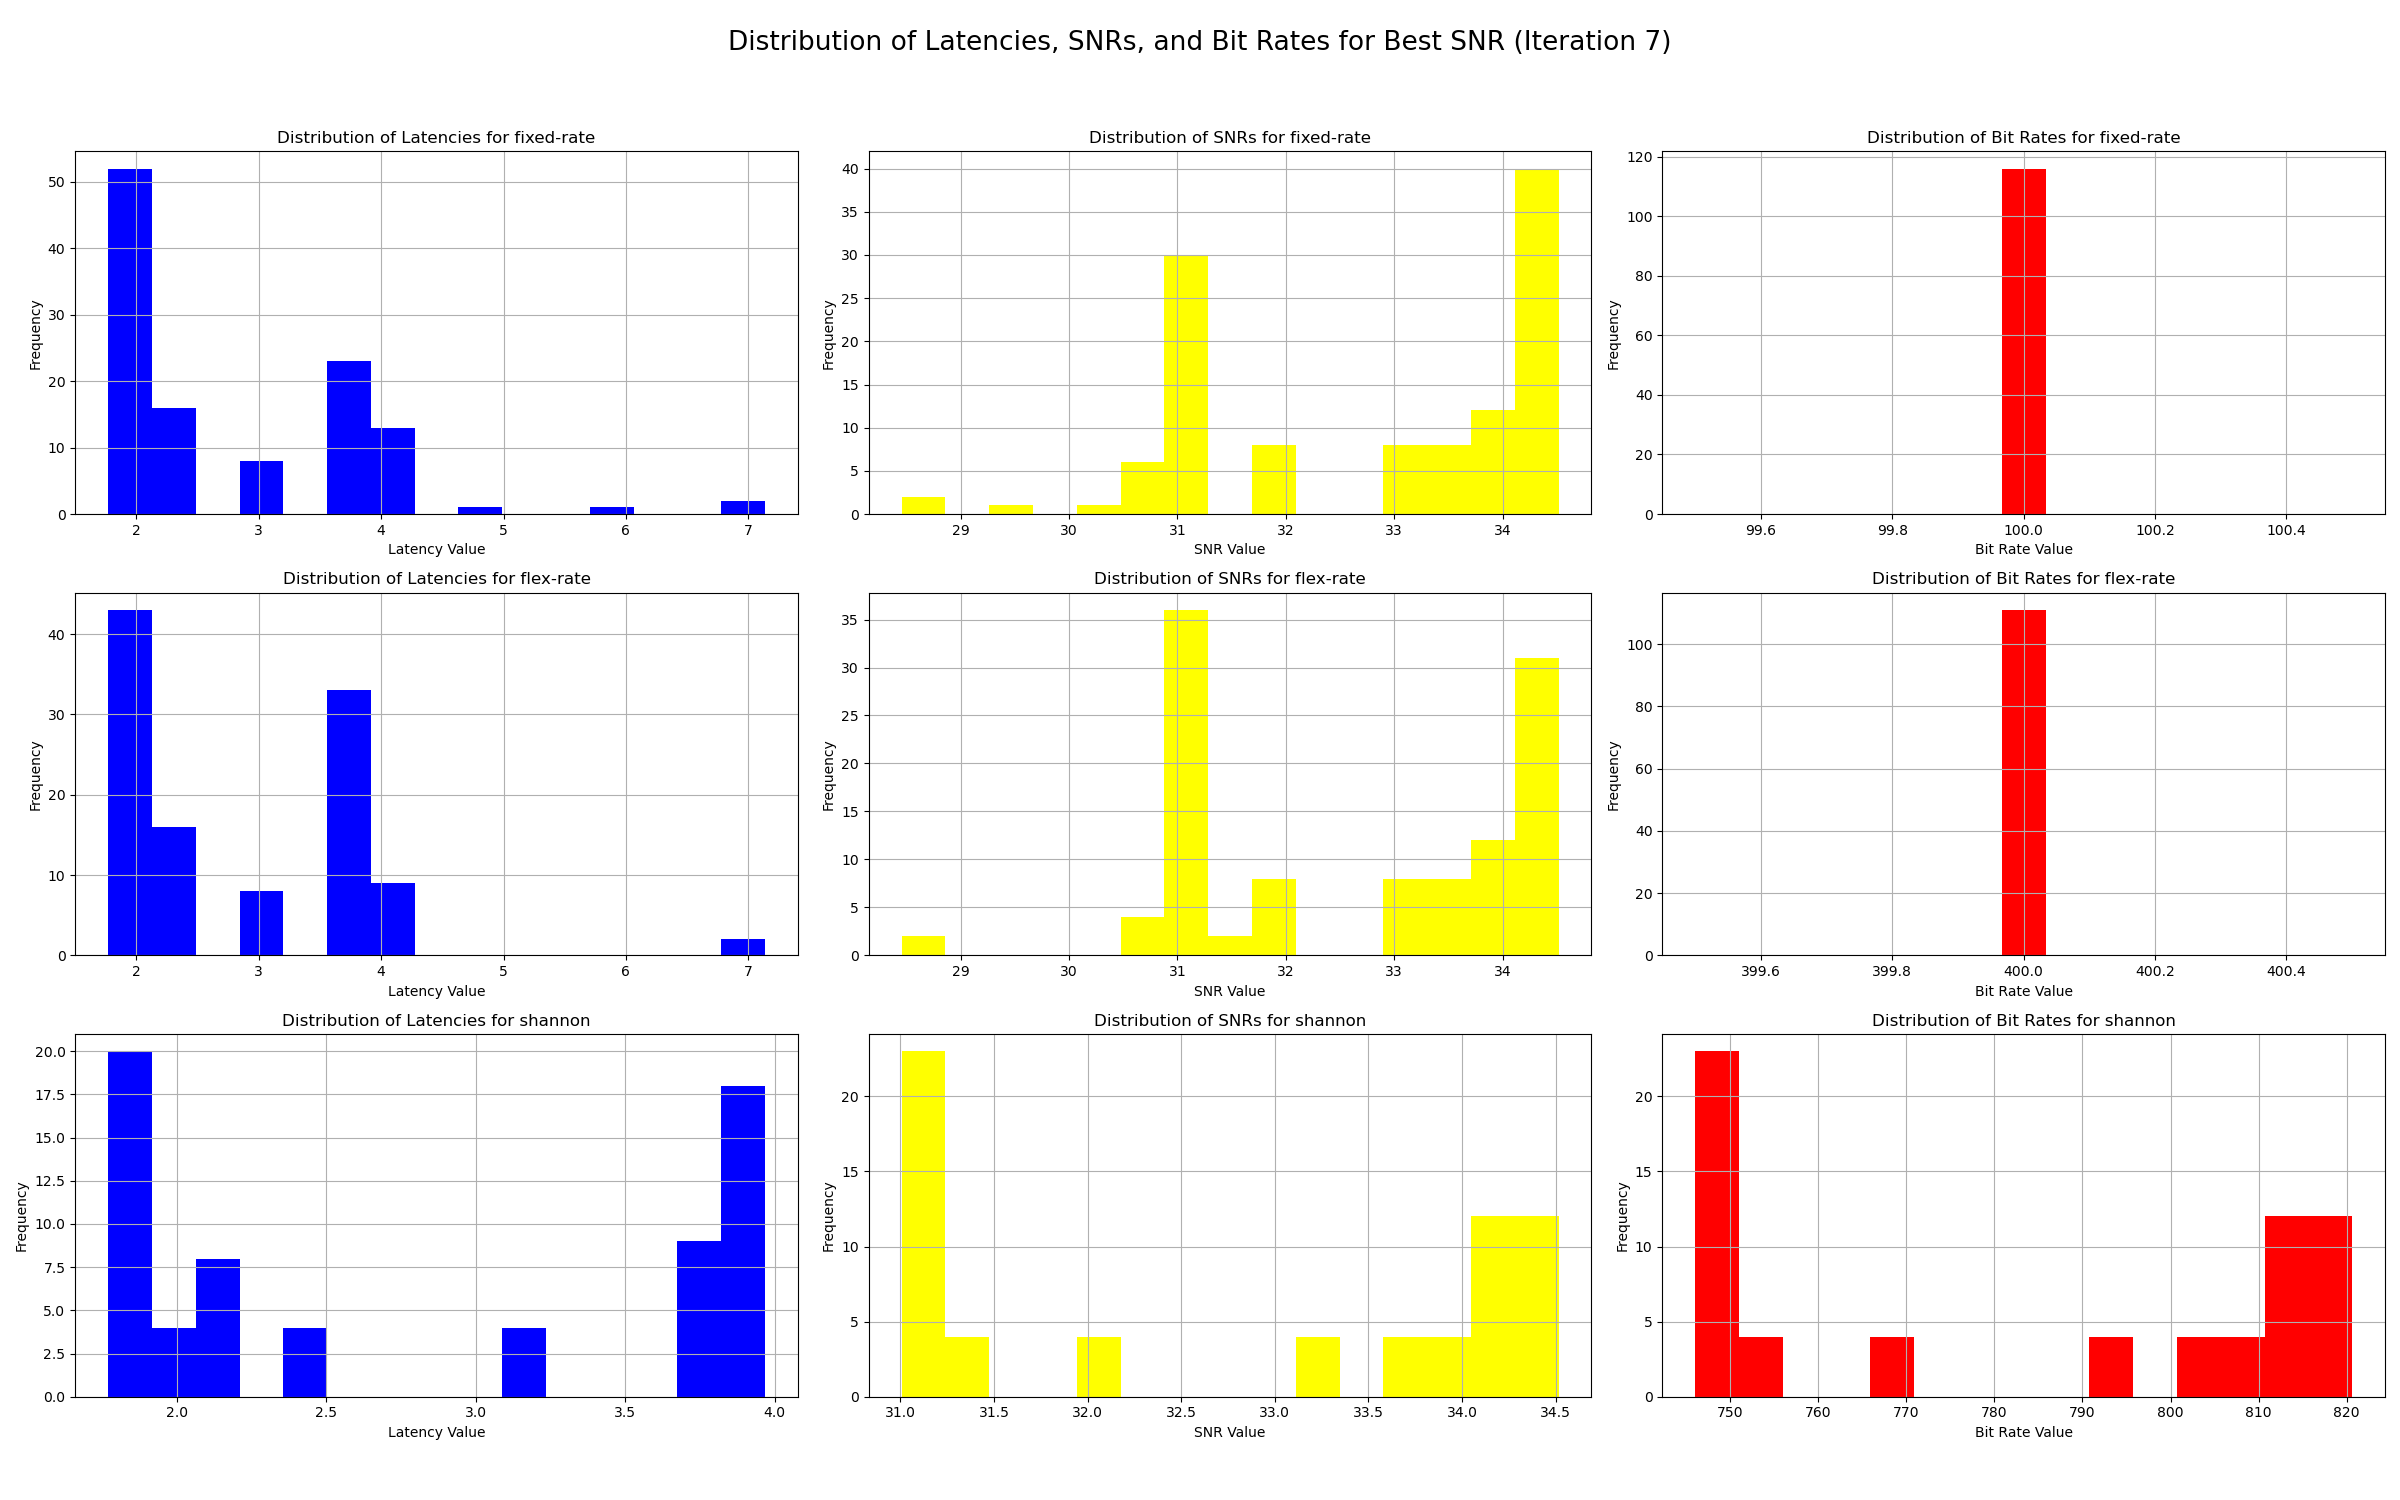 Distribution of Latencies, SNRs, and Bit Rates for Best SNR (Iteration 7)
Distribution of Latencies for fixed-rate
Frequency
50
40
30
20
10
0
2 3 4 5 6 7
Latency Value
Distribution of SNRs for fixed-rate
Frequency
40
35
30
25
20
15
10
5
0
29 30 31 32 33 34
SNR Value
Distribution of Bit Rates for fixed-rate
Frequency
120
100
80
60
40
20
0
99.6 99.8 100.0 100.2 100.4
Bit Rate Value
Distribution of Latencies for flex-rate
Frequency
40
30
20
10
0
2 3 4 5 6 7
Latency Value
Distribution of SNRs for flex-rate
Frequency
35
30
25
20
15
10
5
0
29 30 31 32 33 34
SNR Value
Distribution of Bit Rates for flex-rate
Frequency
100
80
60
40
20
0
399.6 399.8 400.0 400.2 400.4
Bit Rate Value
Distribution of Latencies for shannon
Frequency
20.0
17.5
15.0
12.5
10.0
7.5
5.0
2.5
0.0
2.0 2.5 3.0 3.5 4.0
Latency Value
Distribution of SNRs for shannon
Frequency
20
15
10
5
0
31.0 31.5 32.0 32.5 33.0 33.5 34.0 34.5
SNR Value
Distribution of Bit Rates for shannon
Frequency
20
15
10
5
0
750 760 770 780 790 800 810 820
Bit Rate Value